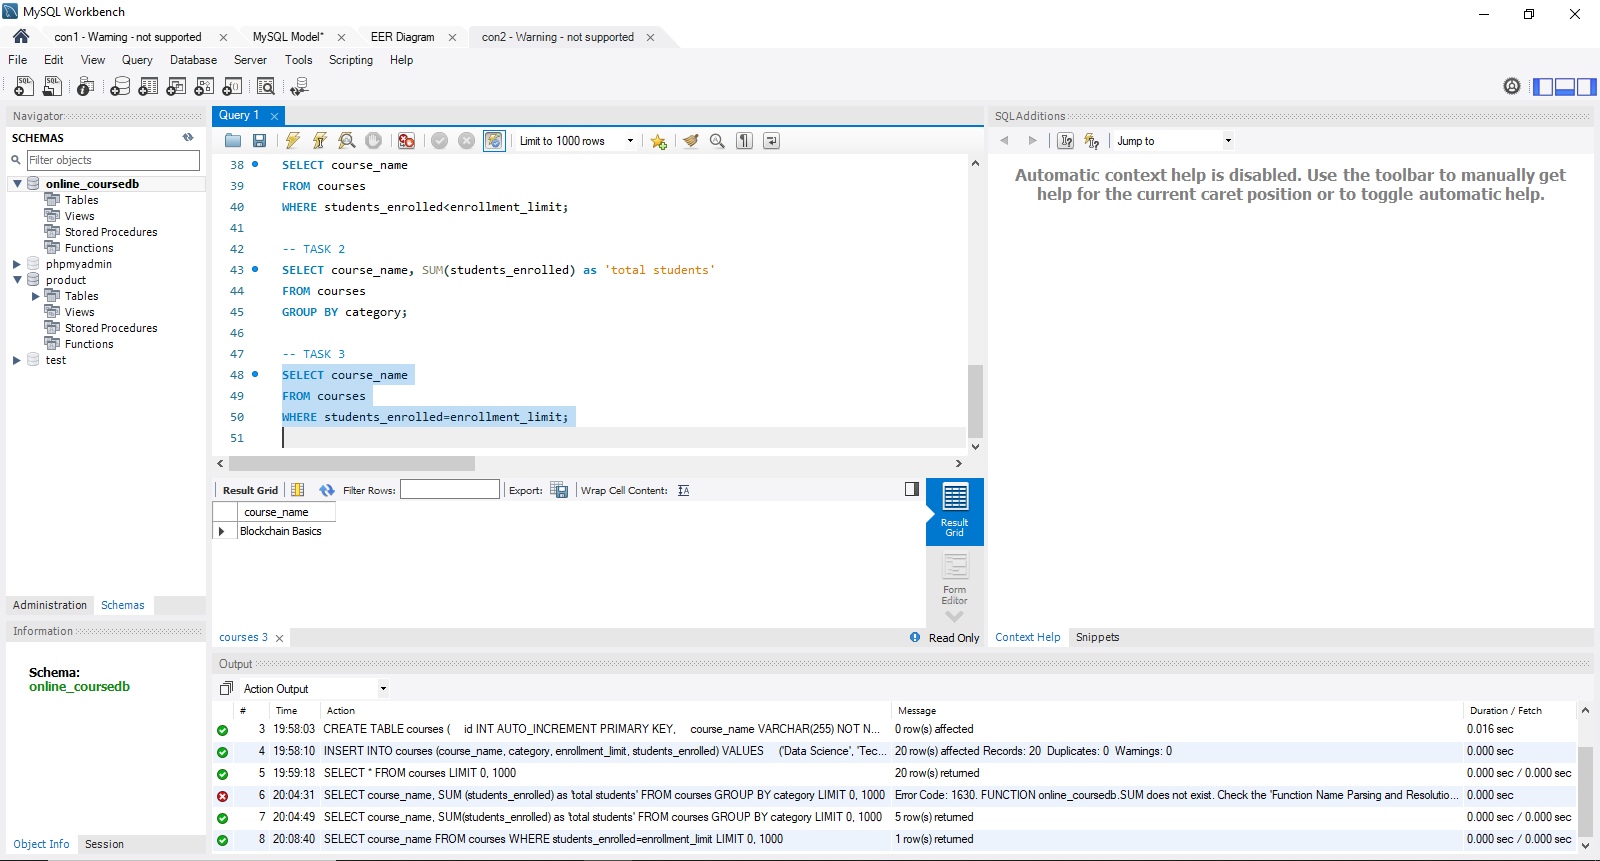 MySQL Workbench
con1 - Warning - not supported
MySQL Model*
EER Diagram
con2 - Warning - not supported
File Edit View Query Database Server Tools Scripting Help
Navigator
SCHEMAS
Filter objects
online_coursedb
Tables
Views
Stored Procedures
Functions
phpmyadmin
product
Tables
Views
Stored Procedures
Functions
test
Administration Schemas
Information
Schema:
online_coursedb
Object Info Session
Query 1
Limit to 1000 rows
38 SELECT course_name
39 FROM courses
40 WHERE students_enrolled<enrollment_limit;
41
42 -- TASK 2
43 SELECT course_name, SUM(students_enrolled) as 'total students'
44 FROM courses
45 GROUP BY category;
46
47 -- TASK 3
48 SELECT course_name
49 FROM courses
50 WHERE students_enrolled=enrollment_limit;
51
Result Grid Filter Rows: Export: Wrap Cell Content:
course_name
Blockchain Basics
Result
Grid
Form
Editor
courses 3
Read Only
SQLAdditions
Jump to
Automatic context help is disabled. Use the toolbar to manually get
help for the current caret position or to toggle automatic help.
Context Help Snippets
Output
Action Output
# Time Action Message Duration / Fetch
3 19:58:03 CREATE TABLE courses ( id INT AUTO_INCREMENT PRIMARY KEY, course_name VARCHAR(255) NOT N... 0 row(s) affected 0.016 sec
4 19:58:10 INSERT INTO courses (course_name, category, enrollment_limit, students_enrolled) VALUES ('Data Science', 'Tec... 20 row(s) affected Records: 20 Duplicates: 0 Warnings: 0 0.000 sec
5 19:59:18 SELECT * FROM courses LIMIT 0, 1000 20 row(s) returned 0.000 sec / 0.000 sec
6 20:04:31 SELECT course_name, SUM (students_enrolled) as 'total students' FROM courses GROUP BY category LIMIT 0, 1000 Error Code: 1630. FUNCTION online_coursedb.SUM does not exist. Check the 'Function Name Parsing and Resolutio... 0.000 sec
7 20:04:49 SELECT course_name, SUM(students_enrolled) as 'total students' FROM courses GROUP BY category LIMIT 0, 1000 5 row(s) returned 0.000 sec / 0.000 sec
8 20:08:40 SELECT course_name FROM courses WHERE students_enrolled=enrollment_limit LIMIT 0, 1000 1 row(s) returned 0.000 sec / 0.000 sec